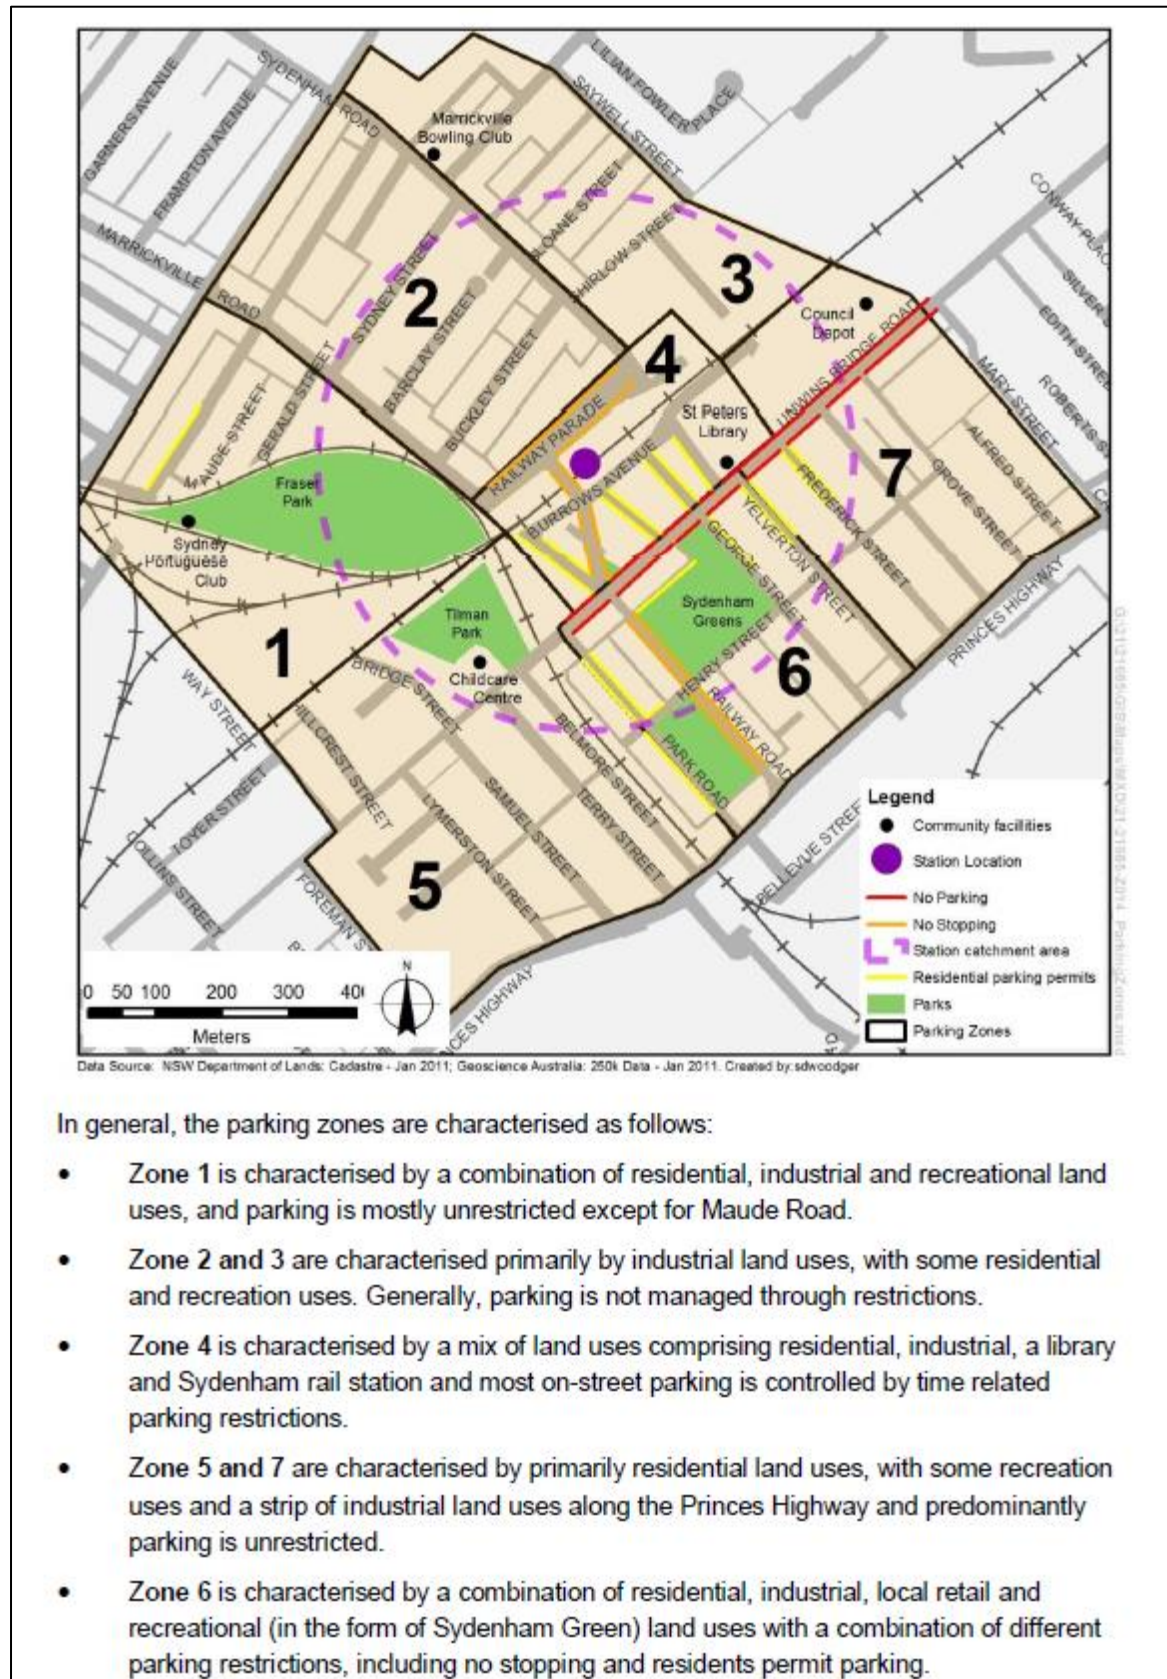 SYDENHAM ROAD
GARNERS AVENUE
FRAMPTON AVENUE
MARRICKVILLE ROAD
Marrickville
Bowling Club
LILIAN FOWLER PLACE
SAYWELL STREET
SLOANE STREET
SHIRLOW STREET
CONWAY PLACE
SILVER S
EDITH STREET
ROBERTS S
MARY STREET
2
3
4
SYDNEY STREET
BARCLAY STREET
BUCKLEY STREET
Council
Depot
UNWINS BRIDGE ROAD
St Peters
Library
RAILWAY PARADE
BURROWS AVENUE
MAUDE STREET
GERALD STREET
Fraser
Park
Sydney
Portuguese
Club
7
ALFRED STREET
GROVE STREET
FREDERICK STREET
YELVERTON STREET
GEORGE STREET
PRINCES HIGHWAY
Sydenham
Greens
Tilman
Park
Childcare
Centre
1
6
HENRY STREET
RAILWAY ROAD
PARK ROAD
BRIDGE STREET
WAY STREET
HILLCREST STREET
BELMORE STREET
TERRY STREET
SAMUEL STREET
LYMERSTON STREET
TOYER STREET
COLLINS STREET
FOREMAN S
5
BELLEVUE STREET
NCES HIGHWAY
Legend
Community facilities
Station Location
No Parking
No Stopping
Station catchment area
Residential parking permits
Parks
Parking Zones
N
0 50 100 200 300 40
Meters
Data Source: NSW Department of Lands: Cadastre - Jan 2011; Geoscience Australia: 250k Data - Jan 2011. Created by:sdwoodger
In general, the parking zones are characterised as follows:
• Zone 1 is characterised by a combination of residential, industrial and recreational land
uses, and parking is mostly unrestricted except for Maude Road.
• Zone 2 and 3 are characterised primarily by industrial land uses, with some residential
and recreation uses. Generally, parking is not managed through restrictions.
• Zone 4 is characterised by a mix of land uses comprising residential, industrial, a library
and Sydenham rail station and most on-street parking is controlled by time related
parking restrictions.
• Zone 5 and 7 are characterised by primarily residential land uses, with some recreation
uses and a strip of industrial land uses along the Princes Highway and predominantly
parking is unrestricted.
• Zone 6 is characterised by a combination of residential, industrial, local retail and
recreational (in the form of Sydenham Green) land uses with a combination of different
parking restrictions, including no stopping and residents permit parking.